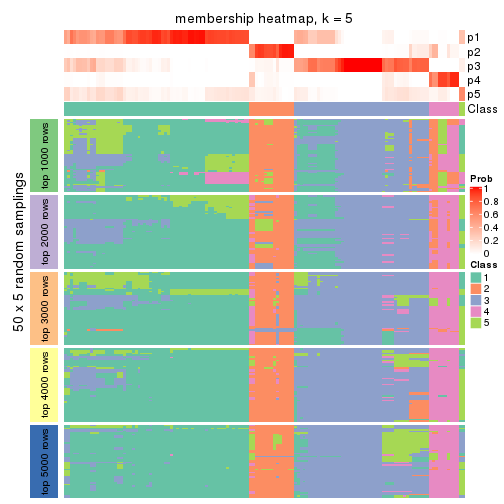 membership heatmap, k = 5
p1
p2
p3
p4
p5
Class
50 x 5 random samplings
top 1000 rows
top 2000 rows
top 3000 rows
top 4000 rows
top 5000 rows
Prob
1
0.8
0.6
0.4
0.2
0
Class
1
2
3
4
5